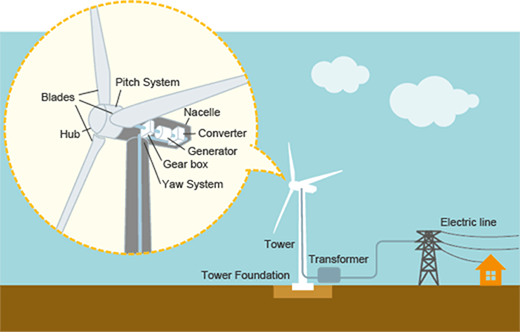 Pitch System
Blades
Nacelle
Hub
Converter
Generator
Gear box
Yaw System
Electric line
Tower
Transformer
Tower Foundation